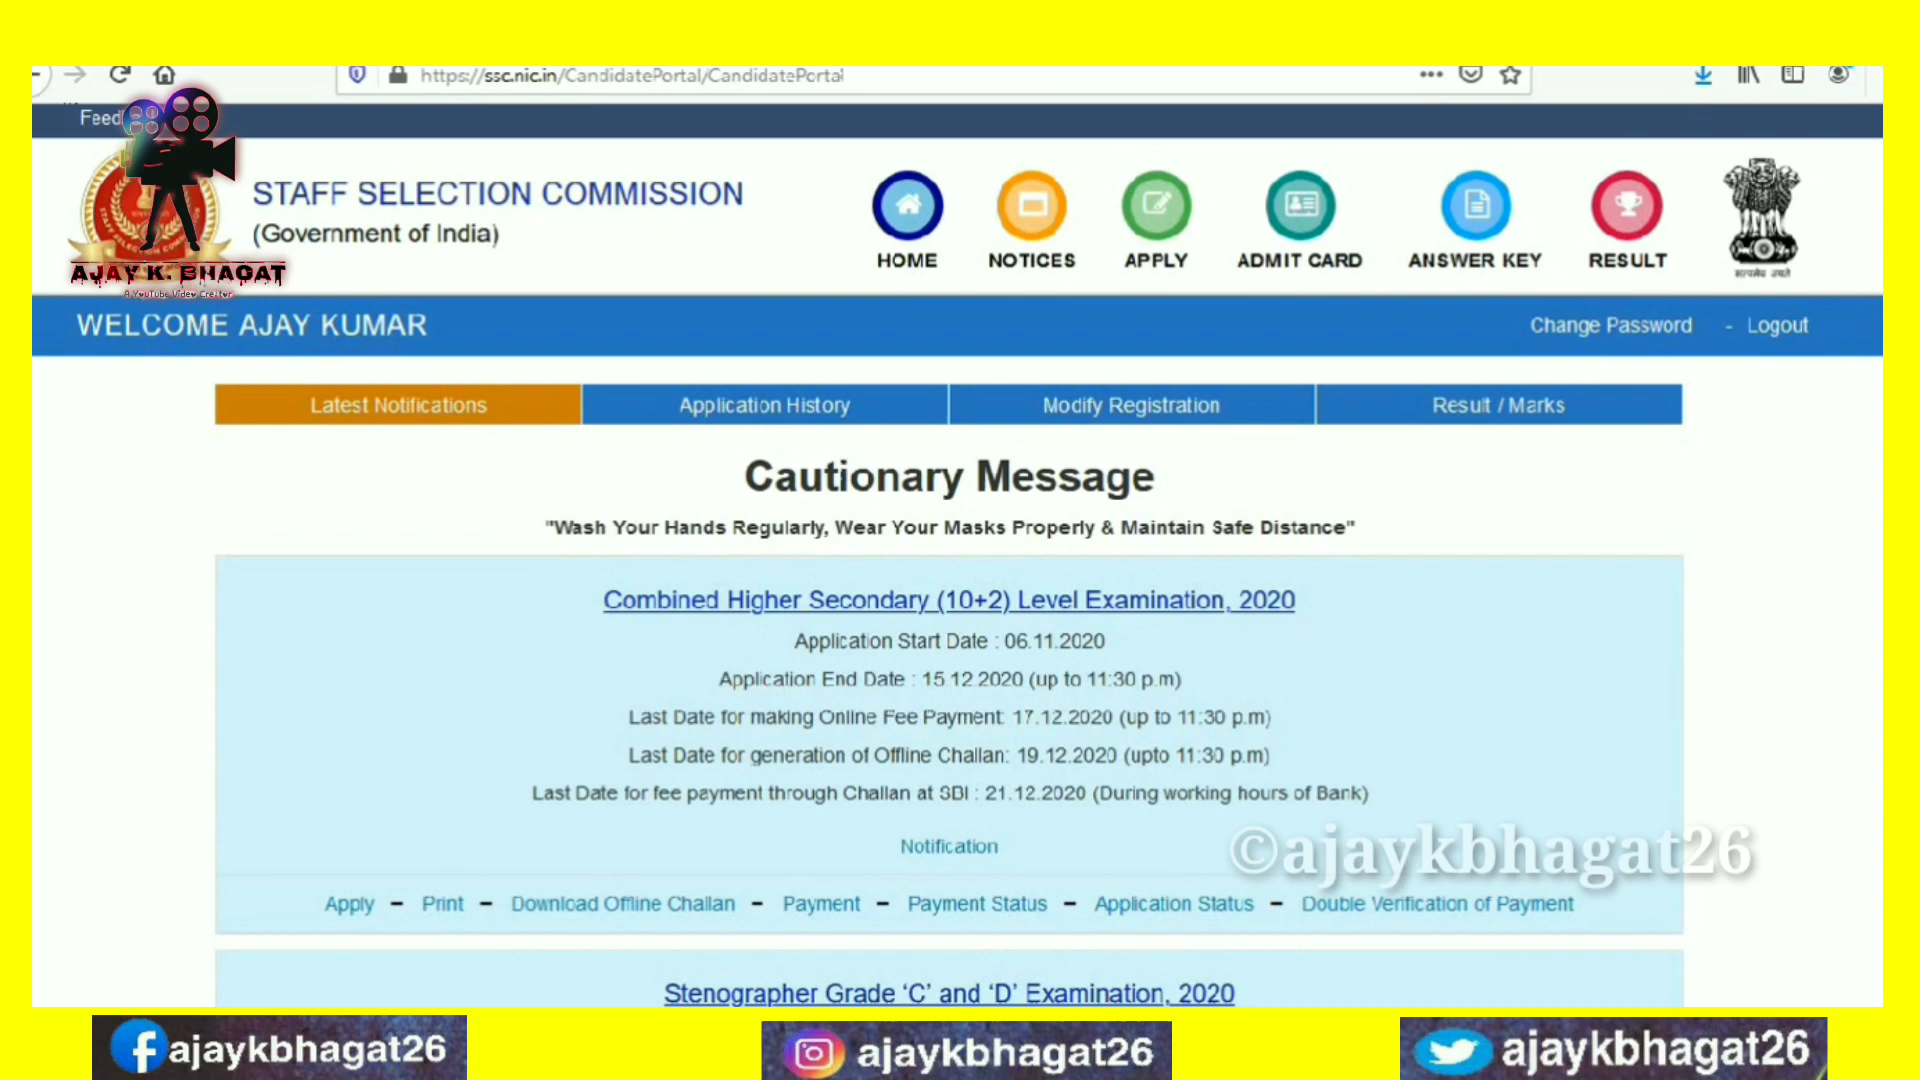 https://ssc.nic.in/CandidatePortal/CandidatePortal
Feed
STAFF SELECTION COMMISSION
(Government of India)
HOME
NOTICES
APPLY
ADMIT CARD
ANSWER KEY
RESULT
सत्यमेव जयते
AJAY K. BHAGAT
A YouTube Video Creator
WELCOME AJAY KUMAR
Change Password - Logout
Latest Notifications
Application History
Modify Registration
Result / Marks
Cautionary Message
"Wash Your Hands Regularly, Wear Your Masks Properly & Maintain Safe Distance"
Combined Higher Secondary (10+2) Level Examination, 2020
Application Start Date : 06.11.2020
Application End Date : 15.12.2020 (up to 11:30 p.m)
Last Date for making Online Fee Payment: 17.12.2020 (up to 11:30 p.m)
Last Date for generation of Offline Challan: 19.12.2020 (upto 11:30 p.m)
Last Date for fee payment through Challan at SBI : 21.12.2020 (During working hours of Bank)
Notification
©ajaykbhagat26
Apply - Print - Download Offline Challan - Payment - Payment Status - Application Status - Double Verification of Payment
Stenographer Grade ‘C’ and ‘D’ Examination, 2020
ajaykbhagat26
ajaykbhagat26
ajaykbhagat26